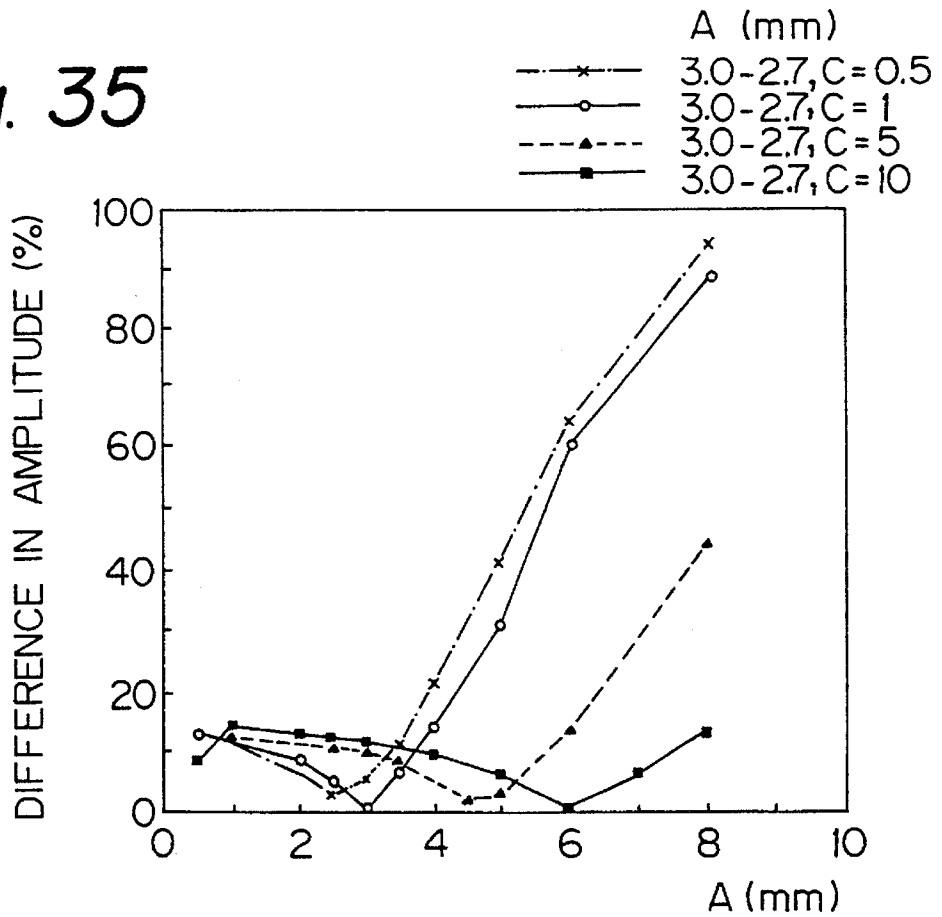 . 35
A (mm)
3.0-2.7, C=0.5
3.0-2.7, C=1
3.0-2.7, C=5
3.0-2.7, C=10
DIFFERENCE IN AMPLITUDE (%)
100
80
60
40
20
0
0 2 4 6 8 10
A (mm)